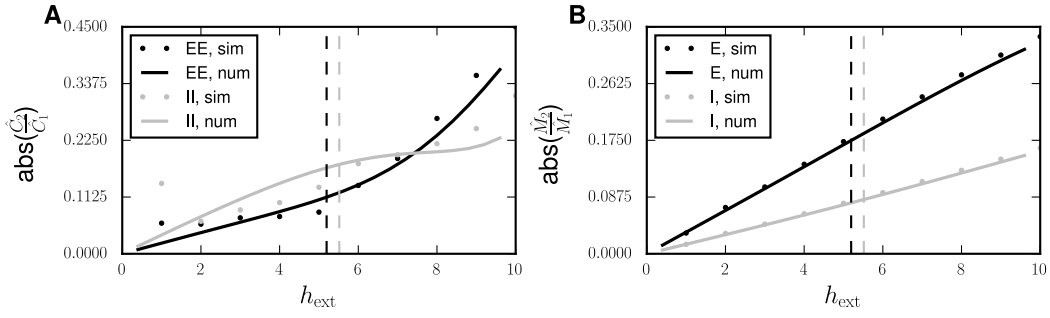 A
0.4500
0.3375
0.2250
0.1125
0.0000
abs(Ĉ₂/Ĉ₁)
EE, sim
EE, num
II, sim
II, num
0 2 4 6 8 10
h_ext
B
0.3500
0.2625
0.1750
0.0875
0.0000
abs(M̂₂/M̂₁)
E, sim
E, num
I, sim
I, num
0 2 4 6 8 10
h_ext